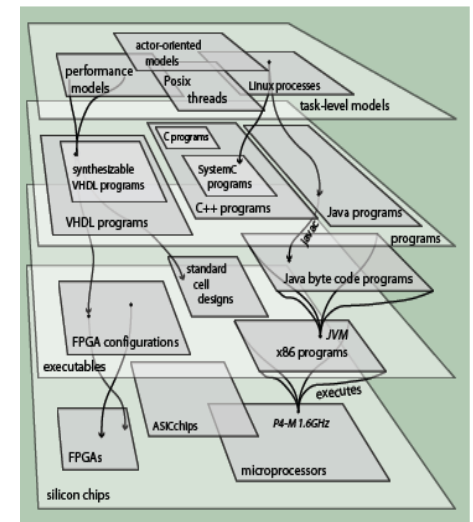 actor-oriented
models
performance
models
Posix
threads
Linux processes
task-level models
C programs
synthesizable
VHDL programs
SystemC
programs
VHDL programs
C++ programs
Java programs
javac
programs
standard
cell
designs
Java byte code programs
FPGA configurations
JVM
x86 programs
executables
executes
ASICchips
P4-M 1.6GHz
FPGAs
microprocessors
silicon chips